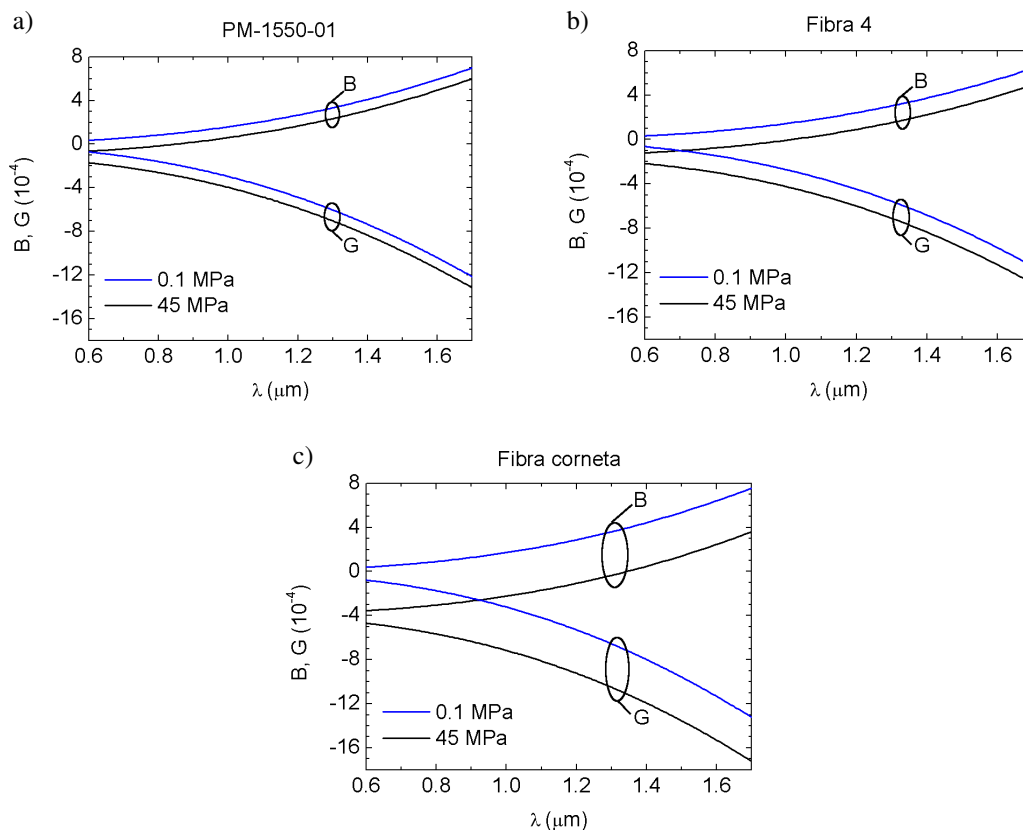 a)
PM-1550-01
8
4
0
-4
-8
-12
-16
B, G (10⁻⁴)
B
G
0.1 MPa
45 MPa
0.6 0.8 1.0 1.2 1.4 1.6
λ (μm)
b)
Fibra 4
8
4
0
-4
-8
-12
-16
B, G (10⁻⁴)
B
G
0.1 MPa
45 MPa
0.6 0.8 1.0 1.2 1.4 1.6
λ (μm)
c)
Fibra corneta
8
4
0
-4
-8
-12
-16
B, G (10⁻⁴)
B
G
0.1 MPa
45 MPa
0.6 0.8 1.0 1.2 1.4 1.6
λ (μm)